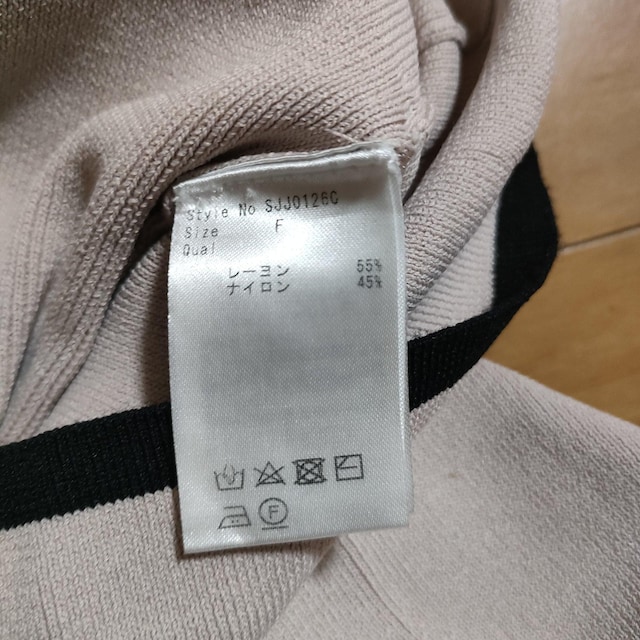 Style No SJJ0126C
Size F
Qual
レーヨン 55%
ナイロン 45%
F